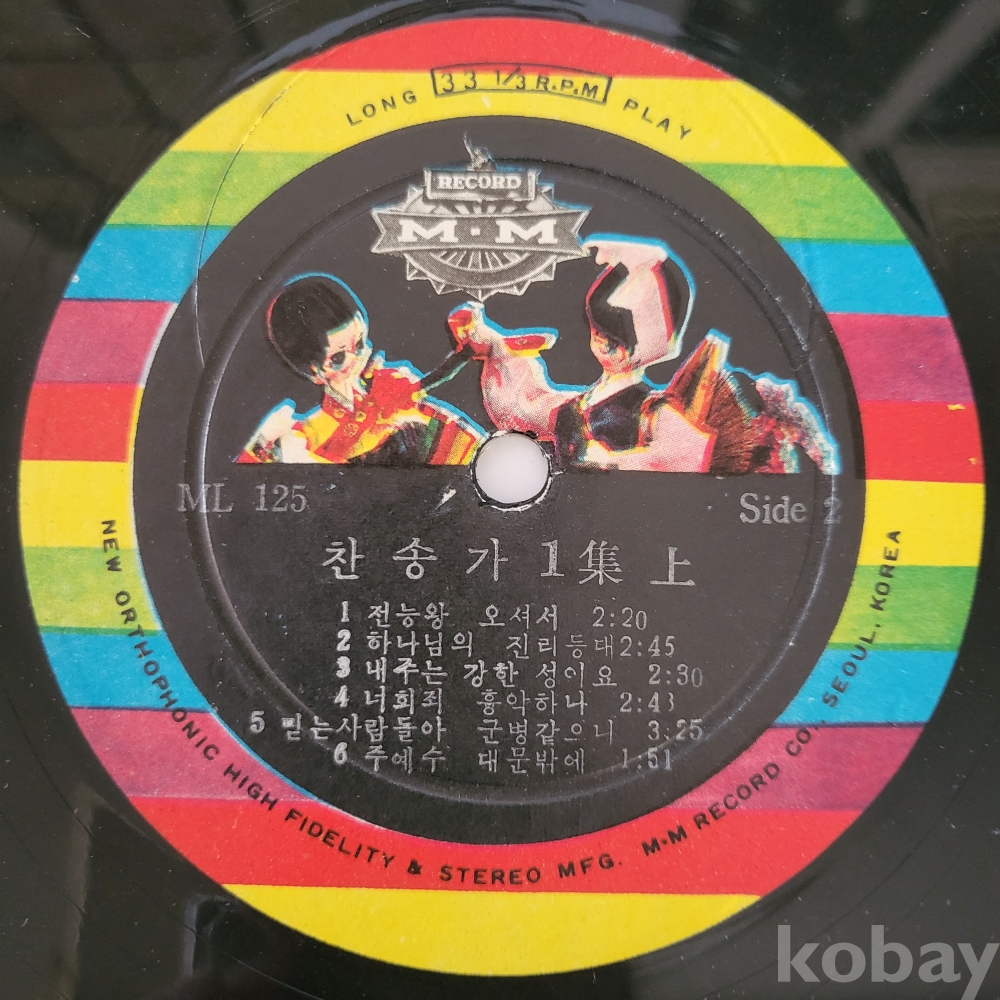 LONG 33 1/3 R.P.M PLAY
RECORD
M·M
ML 125
Side 2
찬송가 1集 上
1 전능왕 오셔서 2:20
2 하나님의 진리등대 2:45
3 내주는 강한 성이요 2:30
4 너희죄 흉악하나 2:43
5 믿는사람돌아 군병같으니 3:25
6 주예수 대문밖에 1:51
NEW ORTHOPHONIC HIGH FIDELITY & STEREO MFG. M·M RECORD CO., SEOUL, KOREA
kobay